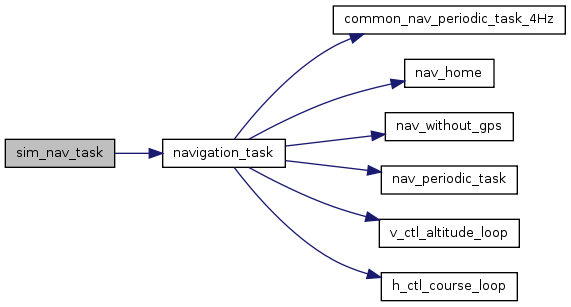 sim_nav_task
navigation_task
common_nav_periodic_task_4Hz
nav_home
nav_without_gps
nav_periodic_task
v_ctl_altitude_loop
h_ctl_course_loop